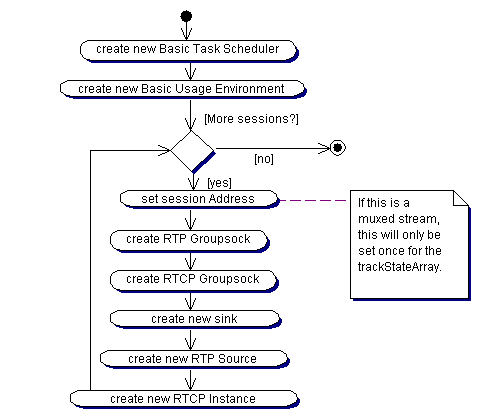 create new Basic Task Scheduler
create new Basic Usage Environment
[More sessions?]
[no]
[yes]
set session Address
If this is a
muxed stream,
this will only be
set once for the
trackStateArray.
create RTP Groupsock
create RTCP Groupsock
create new sink
create new RTP Source
create new RTCP Instance